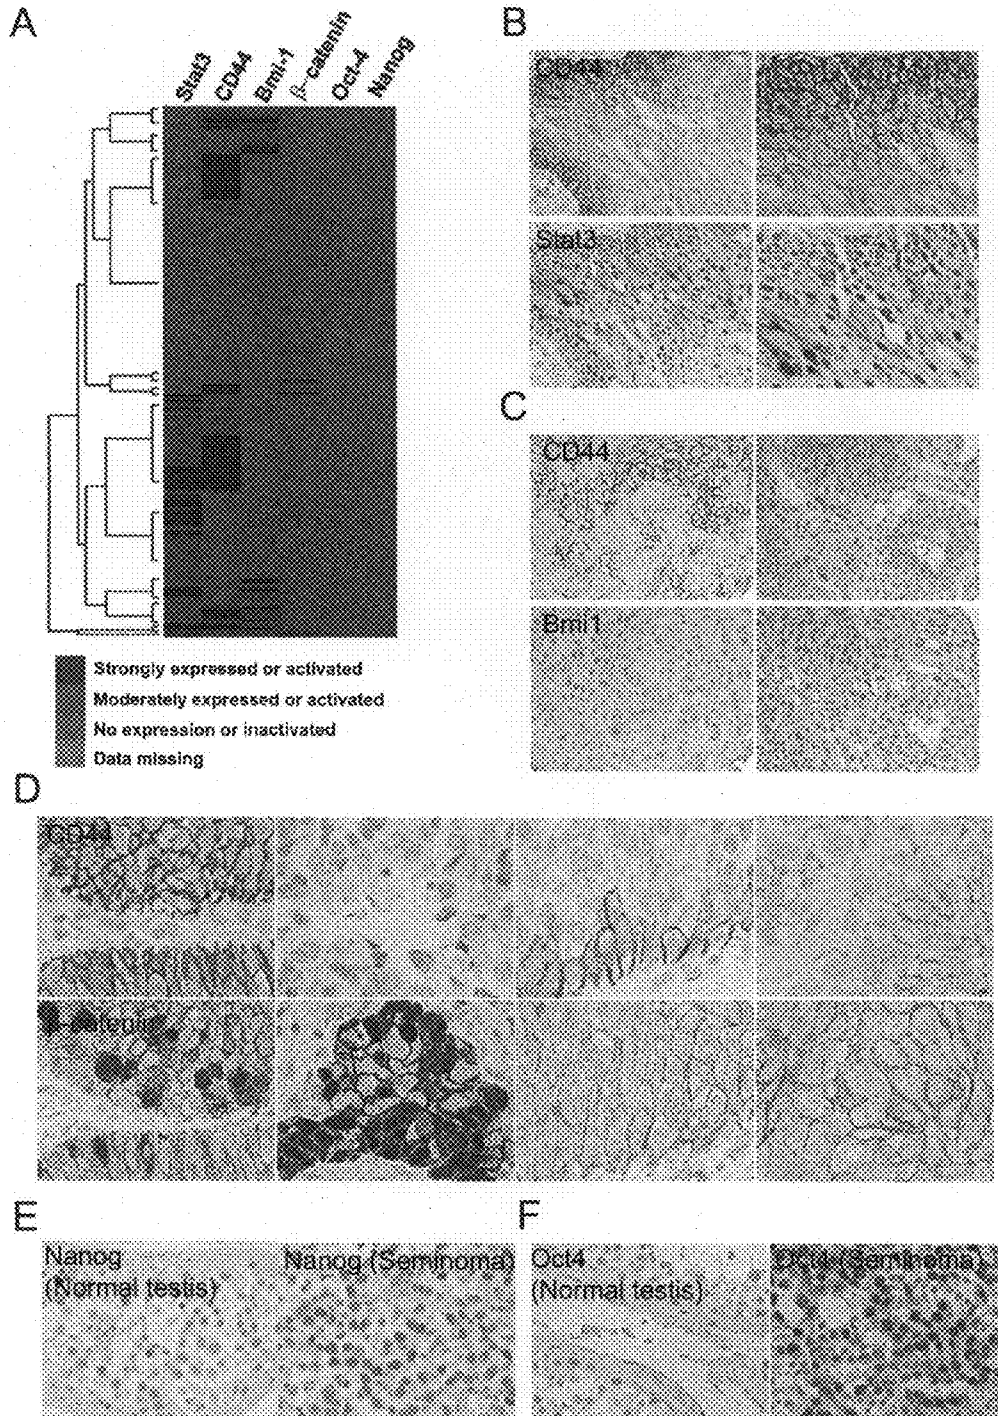 A
Stat3
CD44
Bmi-1
β-catenin
Oct-4
Nanog
Strongly expressed or activated
Moderately expressed or activated
No expression or inactivated
Data missing
B
CD44
Stat3
C
CD44
Bmi1
D
CD44
β-catenin
E
Nanog
(Normal testis)
Nanog (Seminoma)
F
Oct4
(Normal testis)
Oct4 (Seminoma)